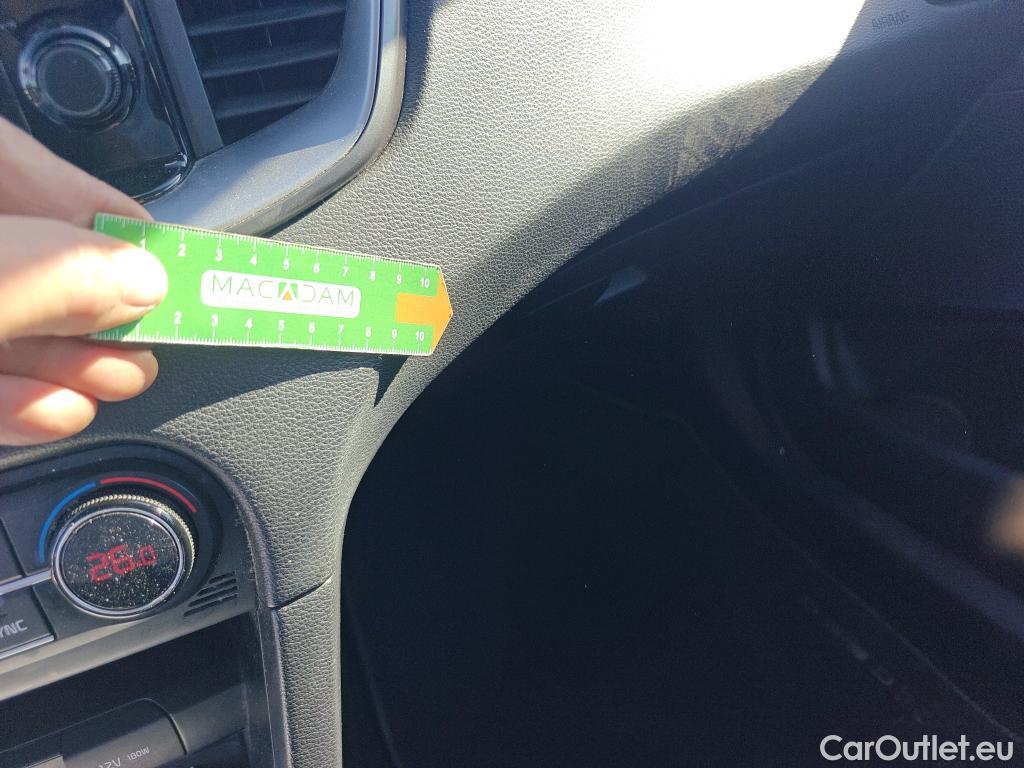 AIRBAG
1 2 3 4 5 6 7 8 9 10
MACADAM
2 3 4 5 6 7 8 9 10
26.0
SYNC
12V 180W
CarOutlet.eu